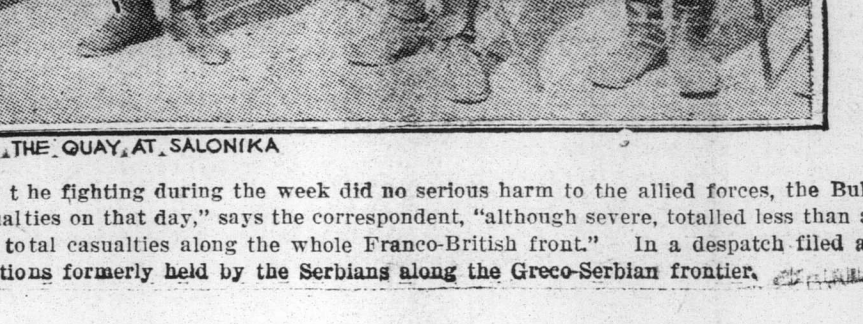 THE QUAY AT SALONIKA
the fighting during the week did no serious harm to the allied forces, the Bul
alties on that day," says the correspondent, "although severe, totalled less than
total casualties along the whole Franco-British front." In a despatch filed a
tions formerly held by the Serbians along the Greco-Serbian frontier.